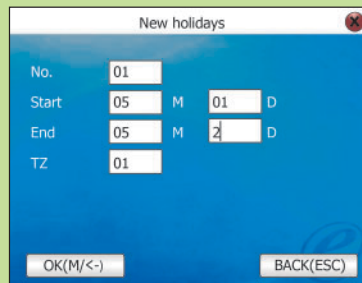 New holidays
No. 01
Start 05 M 01 D
End 05 M 2 D
TZ 01
OK(M/<-) BACK(ESC)